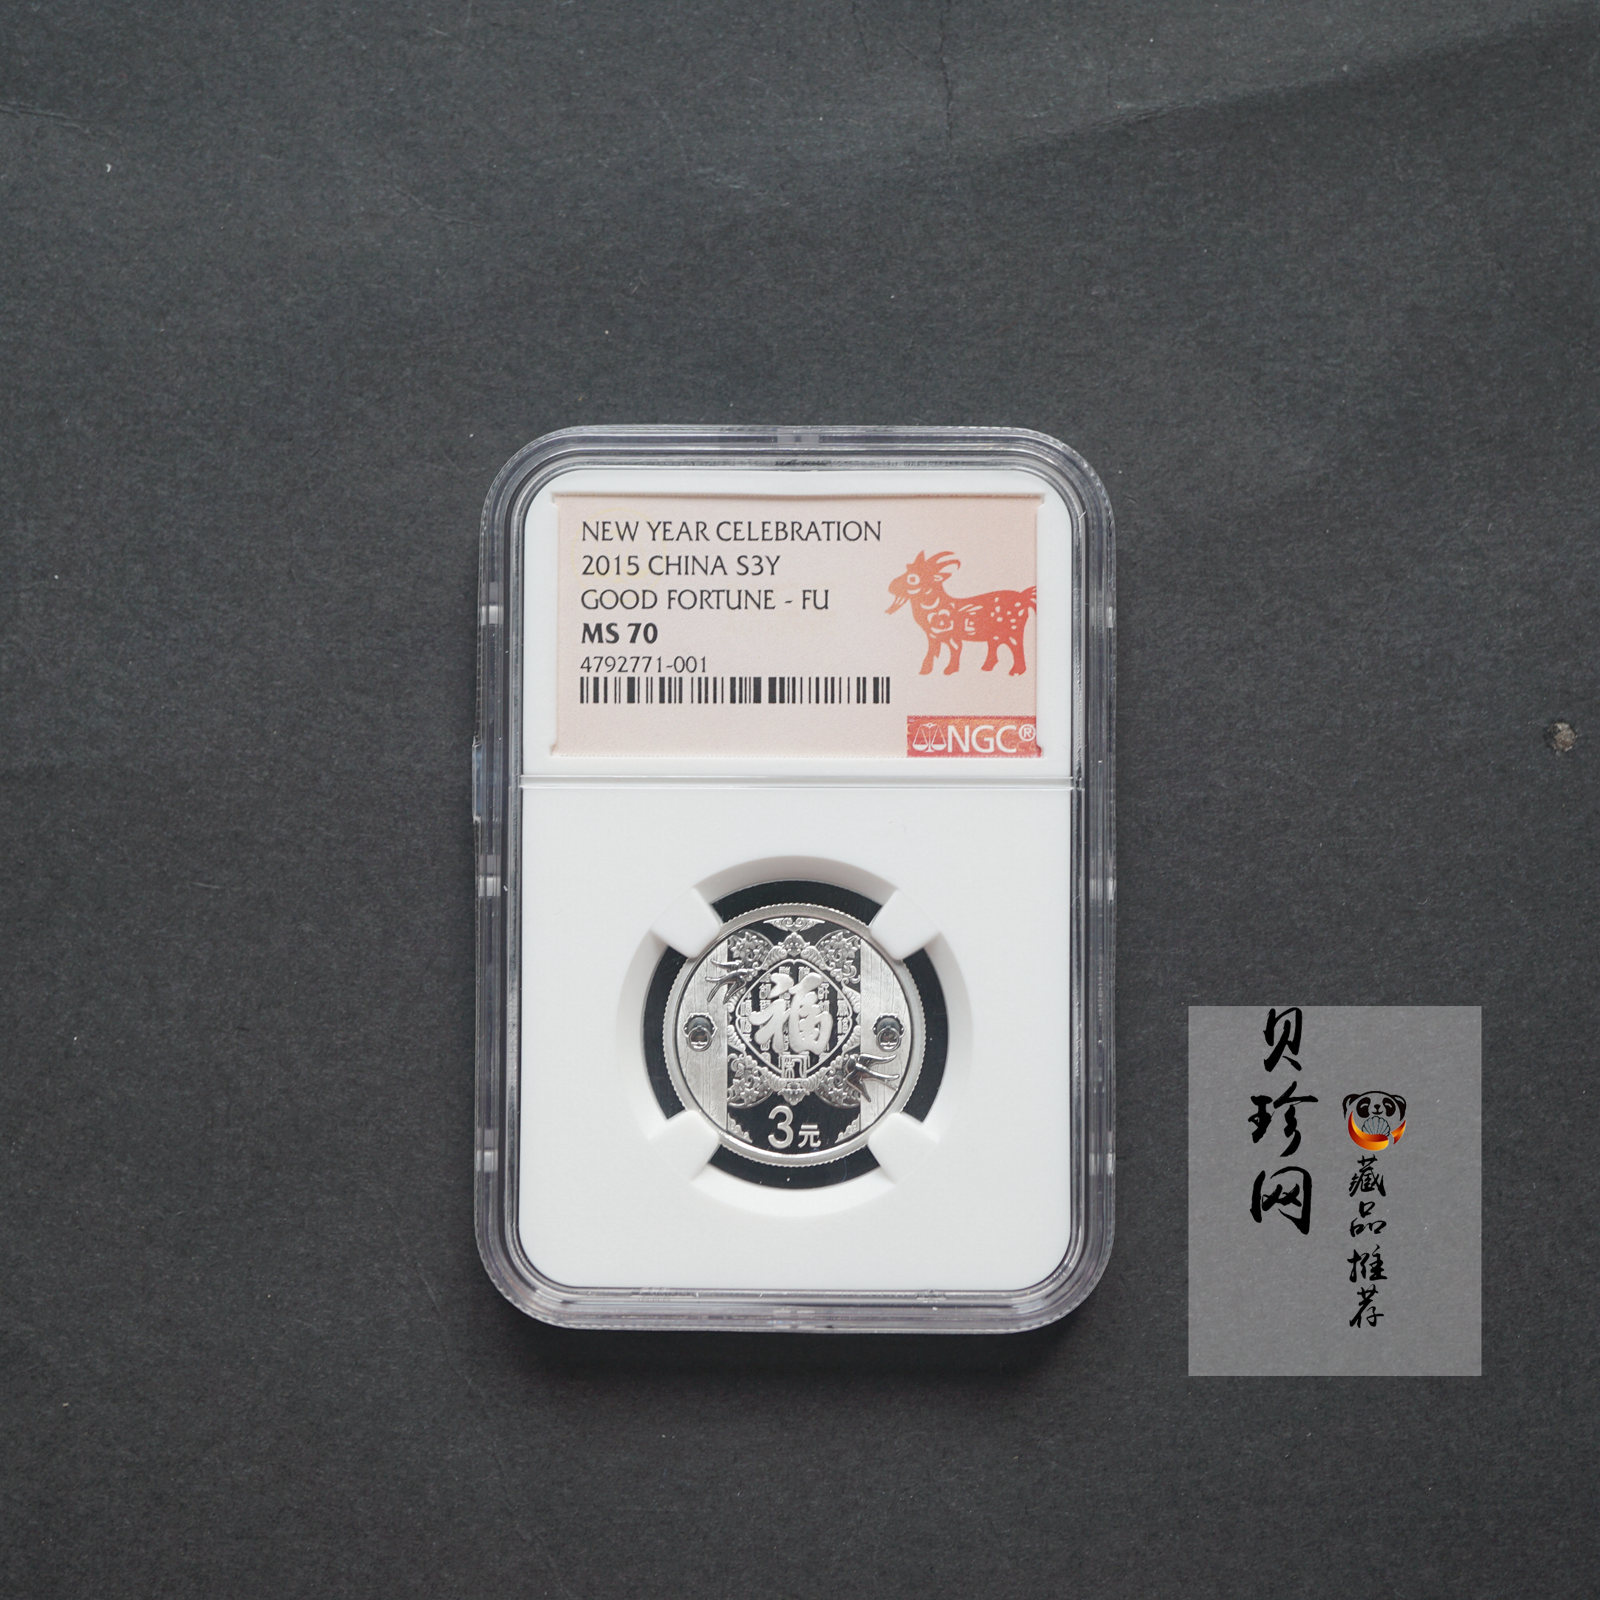 NEW YEAR CELEBRATION
2015 CHINA S3Y
GOOD FORTUNE - FU
MS 70
4792771-001
NGC®
福
3元
贝珍网
藏品推荐